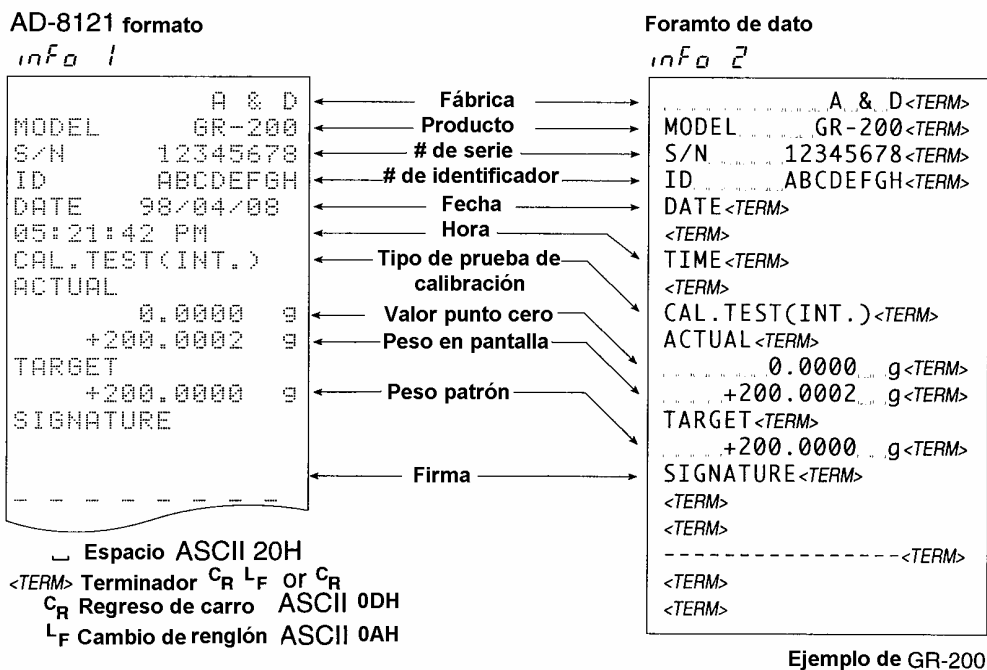 AD-8121 formato
info 1
A & D
MODEL GR-200
S/N 12345678
ID ABCDEFGH
DATE 98/04/08
05:21:42 PM
CAL.TEST(INT.)
ACTUAL
0.0000 g
+200.0002 g
TARGET
+200.0000 g
SIGNATURE
- - - - - - - -
Fábrica
Producto
# de serie
# de identificador
Fecha
Hora
Tipo de prueba de
calibración
Valor punto cero
Peso en pantalla
Peso patrón
Firma
Foramto de dato
info 2
A & D<TERM>
MODEL GR-200<TERM>
S/N 12345678<TERM>
ID ABCDEFGH<TERM>
DATE<TERM>
<TERM>
TIME<TERM>
<TERM>
CAL.TEST(INT.)<TERM>
ACTUAL<TERM>
0.0000 g<TERM>
+200.0002 g<TERM>
TARGET<TERM>
+200.0000 g<TERM>
SIGNATURE<TERM>
<TERM>
<TERM>
----------------<TERM>
<TERM>
<TERM>
␣ Espacio ASCII 20H
<TERM> Terminador CR LF or CR
CR Regreso de carro ASCII 0DH
LF Cambio de renglón ASCII 0AH
Ejemplo de GR-200